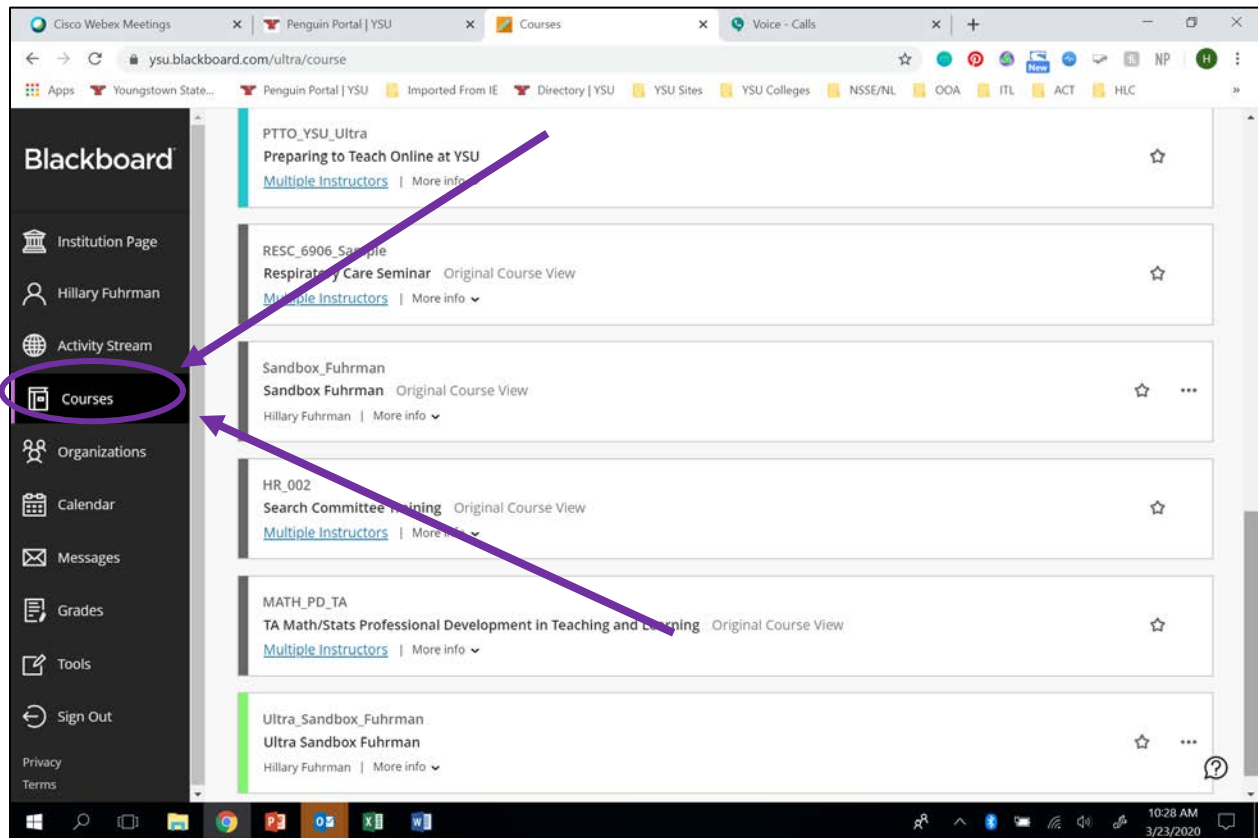 Cisco Webex Meetings
Penguin Portal | YSU
Courses
Voice - Calls
ysu.blackboard.com/ultra/course
New
NP
H
Apps
Youngstown State...
Penguin Portal | YSU
Imported From IE
Directory | YSU
YSU Sites
YSU Colleges
NSSE/NL
OOA
ITL
ACT
HLC
»
Blackboard
Institution Page
Hillary Fuhrman
Activity Stream
Courses
Organizations
Calendar
Messages
Grades
Tools
Sign Out
Privacy
Terms
PTTO_YSU_Ultra
Preparing to Teach Online at YSU
Multiple Instructors | More info
RESC_6906_Sample
Respiratory Care Seminar Original Course View
Multiple Instructors | More info
Sandbox_Fuhrman
Sandbox Fuhrman Original Course View
Hillary Fuhrman | More info
HR_002
Search Committee Training Original Course View
Multiple Instructors | More info
MATH_PD_TA
TA Math/Stats Professional Development in Teaching and Learning Original Course View
Multiple Instructors | More info
Ultra_Sandbox_Fuhrman
Ultra Sandbox Fuhrman
Hillary Fuhrman | More info
10:28 AM
3/23/2020